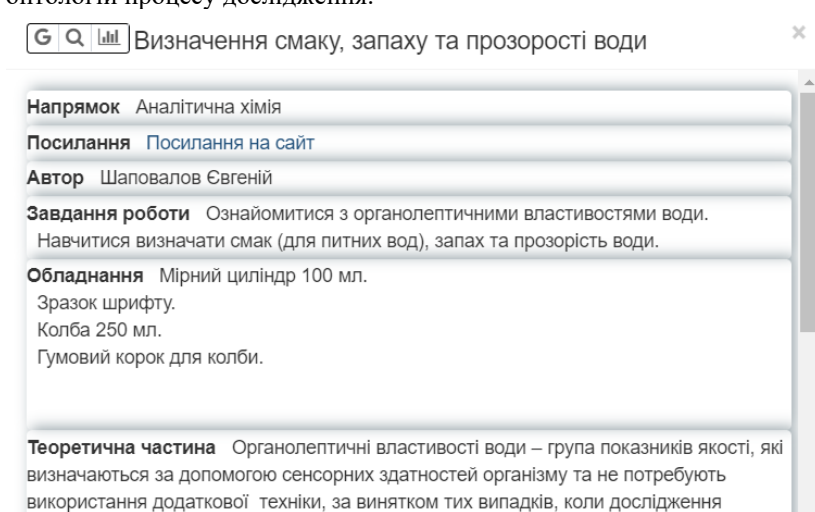 онтології процесу дослідження.
Визначення смаку, запаху та прозорості води
Напрямок Аналітична хімія
Посилання Посилання на сайт
Автор Шаповалов Євгеній
Завдання роботи Ознайомитися з органолептичними властивостями води.
Навчитися визначати смак (для питних вод), запах та прозорість води.
Обладнання Мірний циліндр 100 мл.
Зразок шрифту.
Колба 250 мл.
Гумовий корок для колби.
Теоретична частина Органолептичні властивості води – група показників якості, які
визначаються за допомогою сенсорних здатностей організму та не потребують
використання додаткової техніки, за винятком тих випадків, коли дослідження